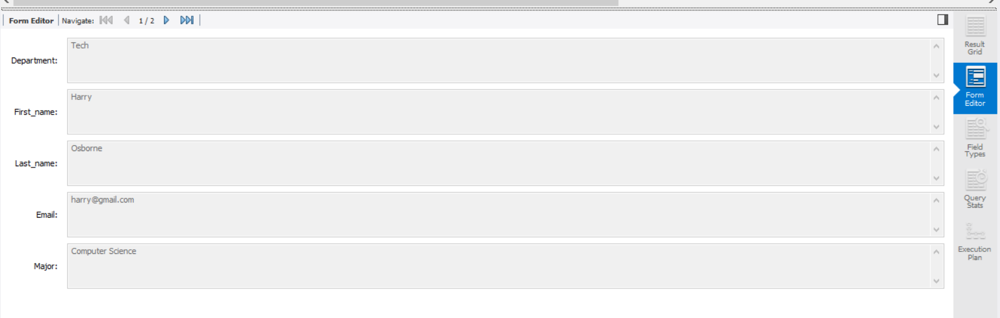 Form Editor Navigate: 1 / 2
Department: Tech
First_name: Harry
Last_name: Osborne
Email: harry@gmail.com
Major: Computer Science
Result
Grid
Form
Editor
Field
Types
Query
Stats
Execution
Plan